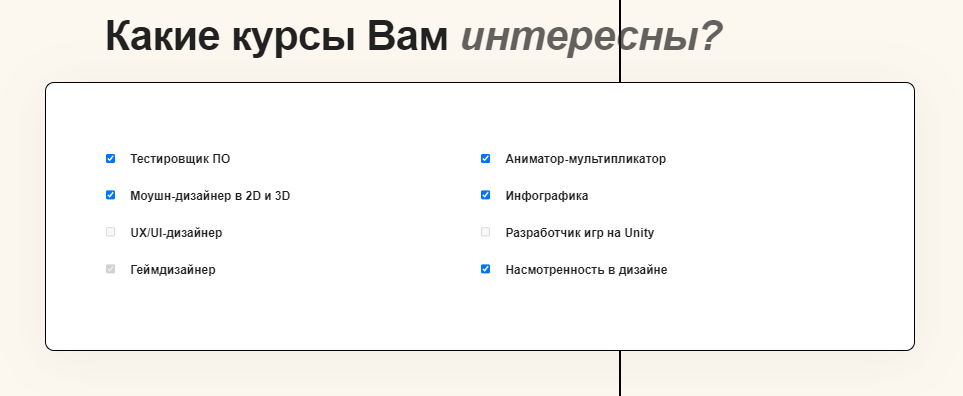 Какие курсы Вам интересны?
Тестировщик ПО
Моушн-дизайнер в 2D и 3D
UX/UI-дизайнер
Геймдизайнер
Аниматор-мультипликатор
Инфографика
Разработчик игр на Unity
Насмотренность в дизайне